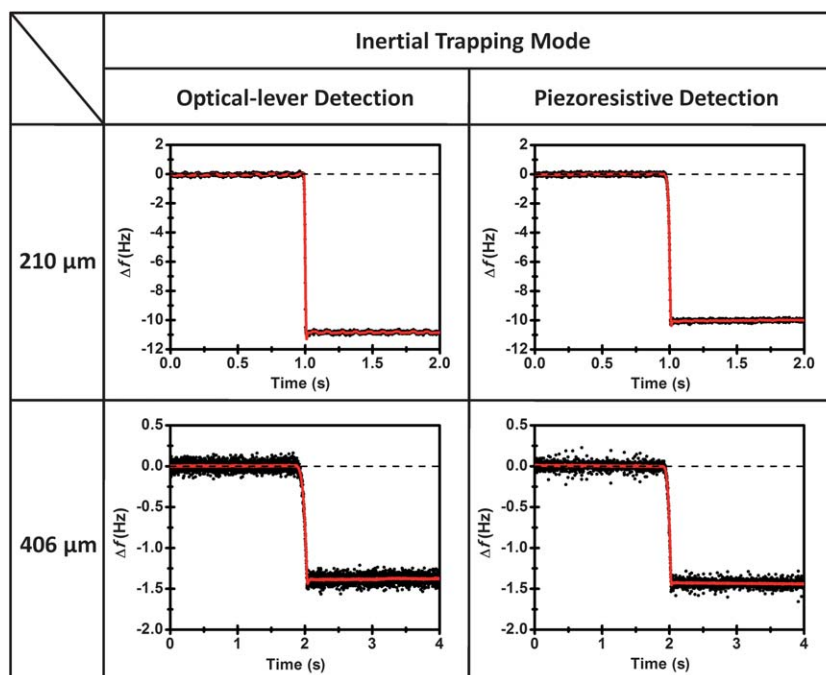 Inertial Trapping Mode
Optical-lever Detection
Piezoresistive Detection
210 μm
2
0
-2
-4
-6
-8
-10
-12
Δf (Hz)
0.0 0.5 1.0 1.5 2.0
Time (s)
2
0
-2
-4
-6
-8
-10
-12
Δf (Hz)
0.0 0.5 1.0 1.5 2.0
Time (s)
406 μm
0.5
0.0
-0.5
-1.0
-1.5
-2.0
Δf (Hz)
0 1 2 3 4
Time (s)
0.5
0.0
-0.5
-1.0
-1.5
-2.0
Δf (Hz)
0 1 2 3 4
Time (s)